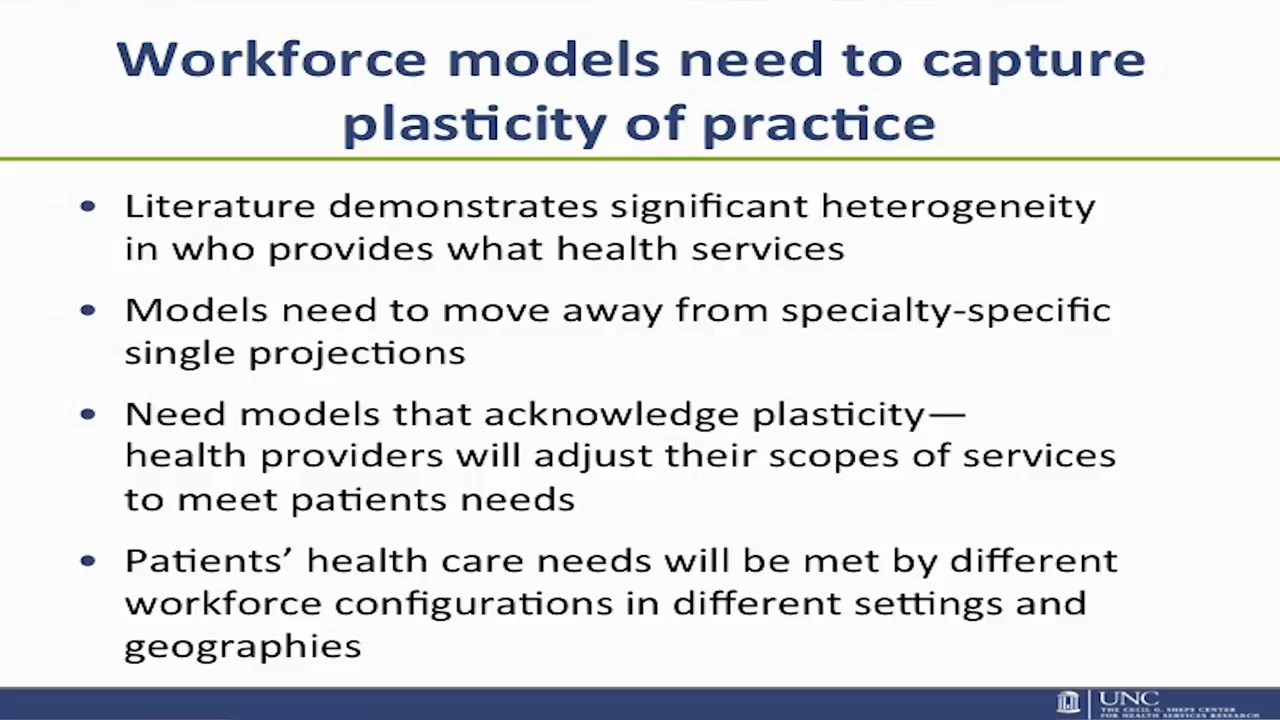 Workforce models need to capture
plasticity of practice
• Literature demonstrates significant heterogeneity
in who provides what health services
• Models need to move away from specialty-specific
single projections
• Need models that acknowledge plasticity—
health providers will adjust their scopes of services
to meet patients needs
• Patients’ health care needs will be met by different
workforce configurations in different settings and
geographies
UNC
THE CECIL G. SHEPS CENTER
FOR HEALTH SERVICES RESEARCH